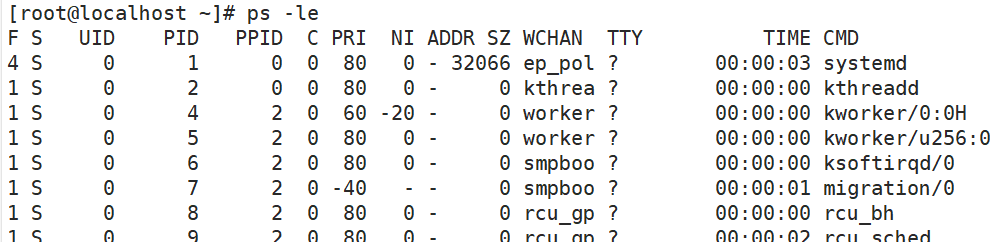 [root@localhost ~]# ps -le
F S   UID    PID   PPID  C PRI  NI ADDR SZ WCHAN  TTY          TIME CMD
4 S     0      1      0  0  80   0 - 32066 ep_pol ?        00:00:03 systemd
1 S     0      2      0  0  80   0 -     0 kthrea ?        00:00:00 kthreadd
1 S     0      4      2  0  60 -20 -     0 worker ?        00:00:00 kworker/0:0H
1 S     0      5      2  0  80   0 -     0 worker ?        00:00:00 kworker/u256:0
1 S     0      6      2  0  80   0 -     0 smpboo ?        00:00:00 ksoftirqd/0
1 S     0      7      2  0 -40   - -     0 smpboo ?        00:00:01 migration/0
1 S     0      8      2  0  80   0 -     0 rcu_gp ?        00:00:00 rcu_bh
1 S     0      9      2  0  80   0 -     0 rcu_gp ?        00:00:02 rcu_sched